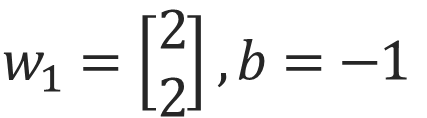 w₁ = [2 2], b = −1